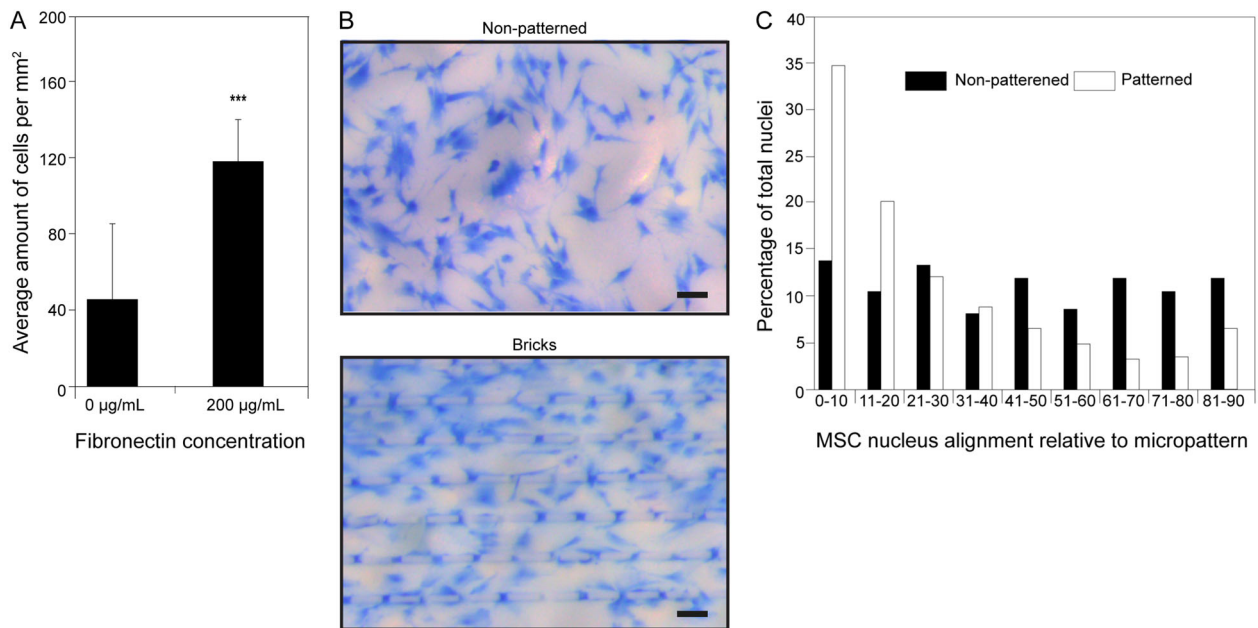 A
Average amount of cells per mm²
200
160
120
80
40
0
***
0 µg/mL
200 µg/mL
Fibronectin concentration
B
Non-patterned
Bricks
C
Percentage of total nuclei
40
35
30
25
20
15
10
5
0
Non-patterened
Patterned
0-10
11-20
21-30
31-40
41-50
51-60
61-70
71-80
81-90
MSC nucleus alignment relative to micropattern